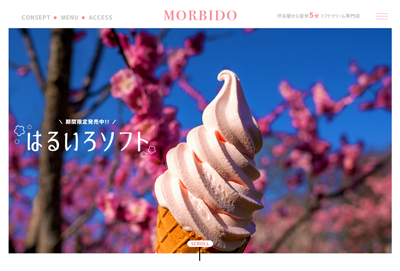 CONSEPT ● MENU ● ACCESS
MORBIDO
渋谷駅から徒歩5分 ソフトクリーム専門店
\ 期間限定発売中!! /
はるいろソフト
SCROLL